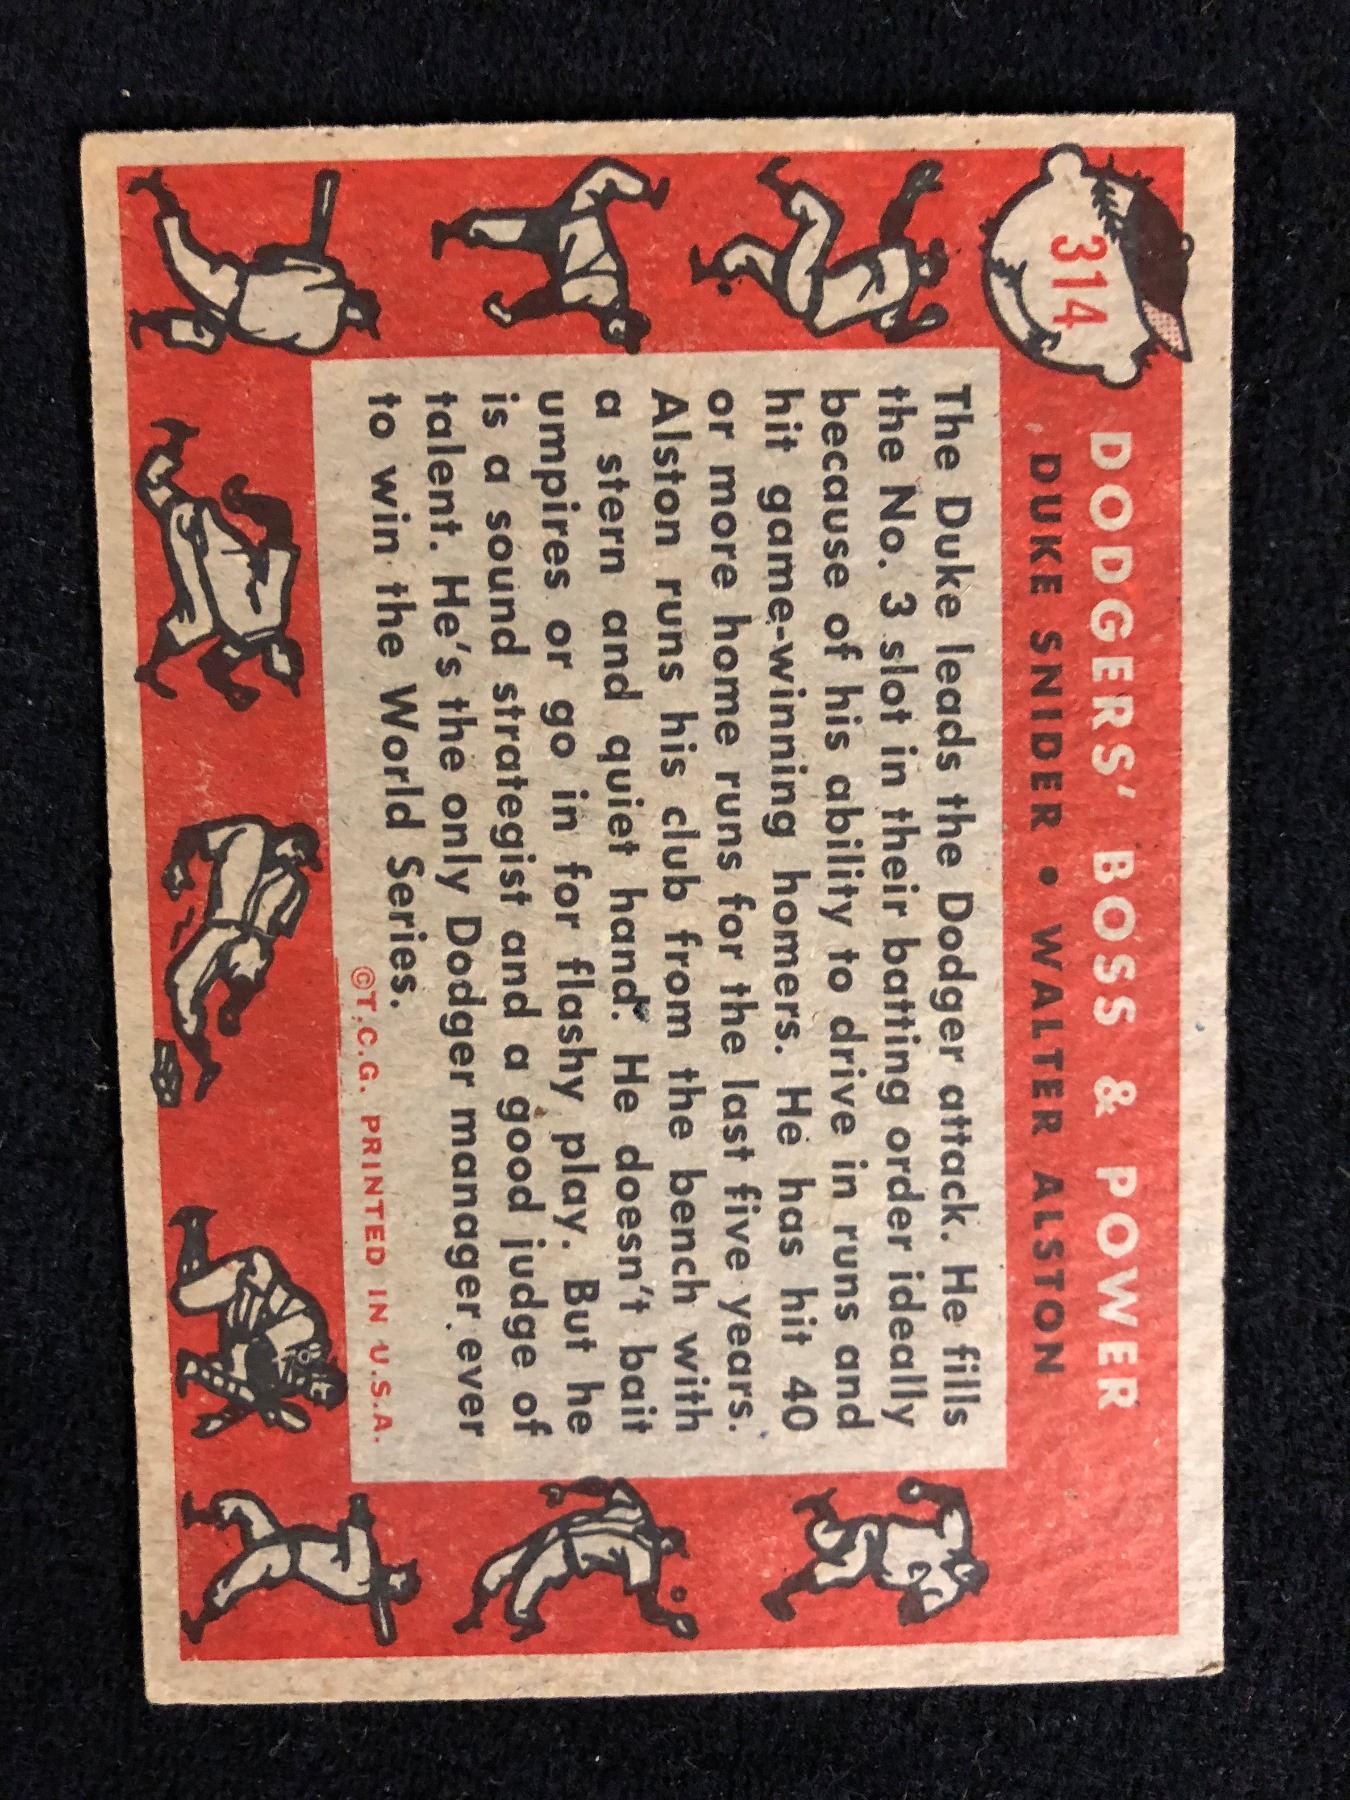 314
DODGERS' BOSS & POWER
DUKE SNIDER • WALTER ALSTON
The Duke leads the Dodger attack. He fills
the No. 3 slot in their batting order ideally
because of his ability to drive in runs and
hit game-winning homers. He has hit 40
or more home runs for the last five years.
Alston runs his club from the bench with
a stern and quiet hand. He doesn't bait
umpires or go in for flashy play. But he
is a sound strategist and a good judge of
talent. He's the only Dodger manager ever
to win the World Series.
©T.C.G. PRINTED IN U.S.A.